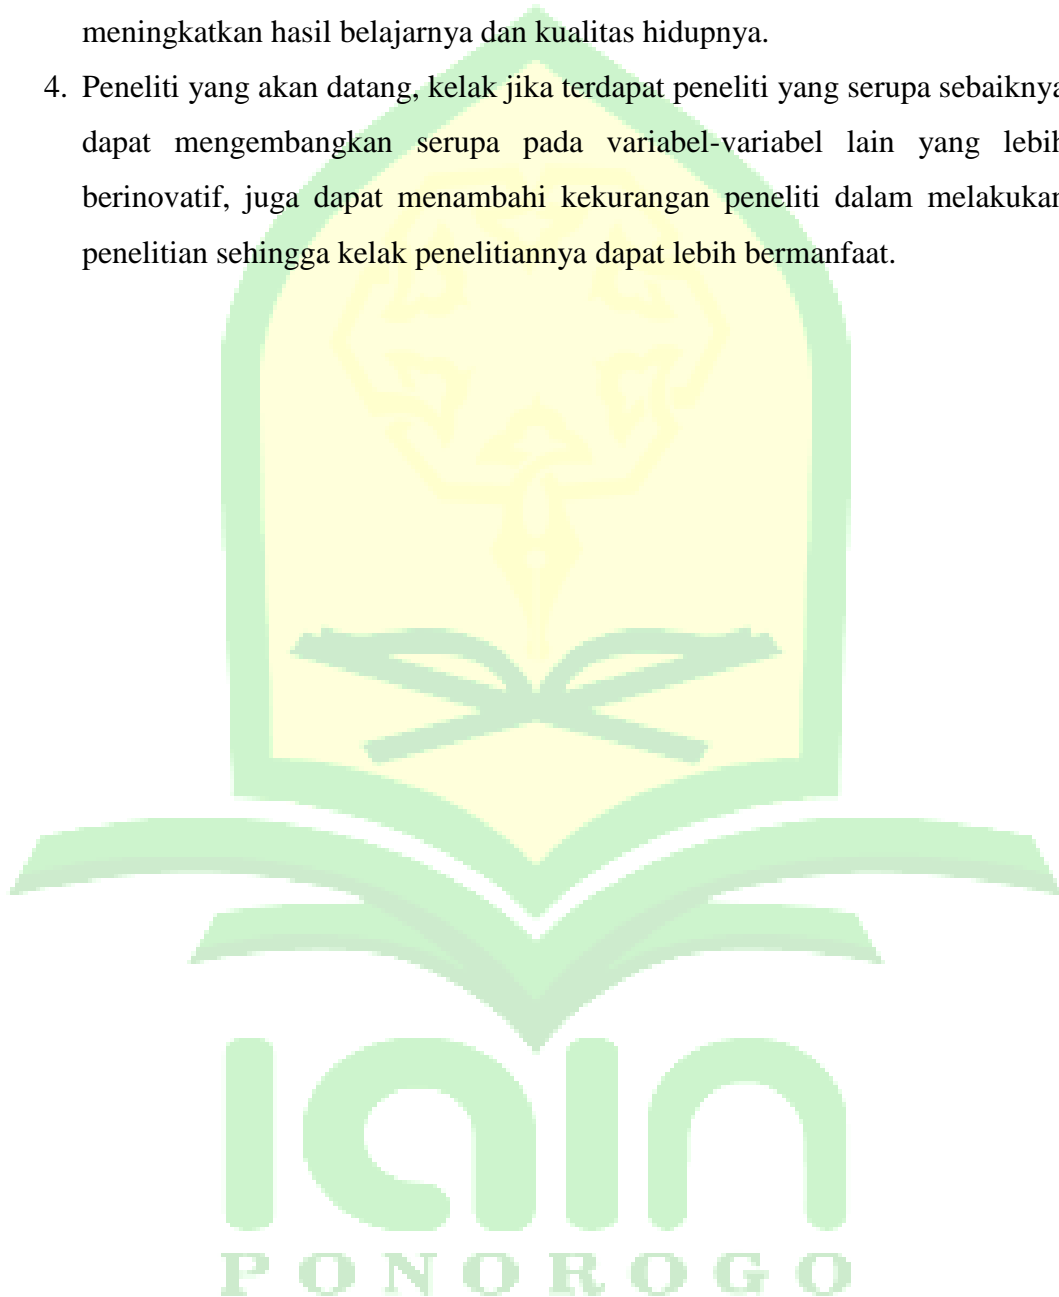 meningkatkan hasil belajarnya dan kualitas hidupnya.
4. Peneliti yang akan datang, kelak jika terdapat peneliti yang serupa sebaiknya
dapat mengembangkan serupa pada variabel-variabel lain yang lebih
berinovatif, juga dapat menambahi kekurangan peneliti dalam melakukan
penelitian sehingga kelak penelitiannya dapat lebih bermanfaat.
iain
PONOROGO